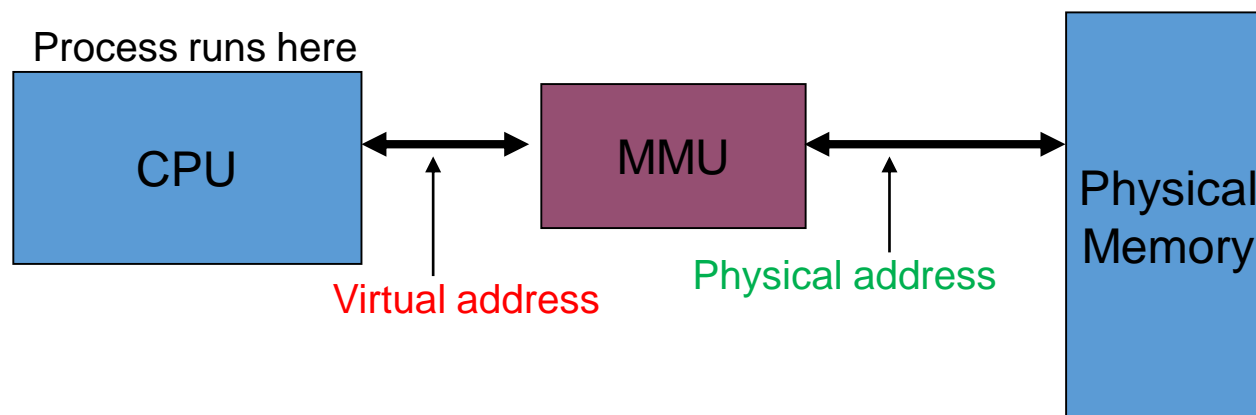 Process runs here
CPU
MMU
Physical
Memory
Virtual address
Physical address